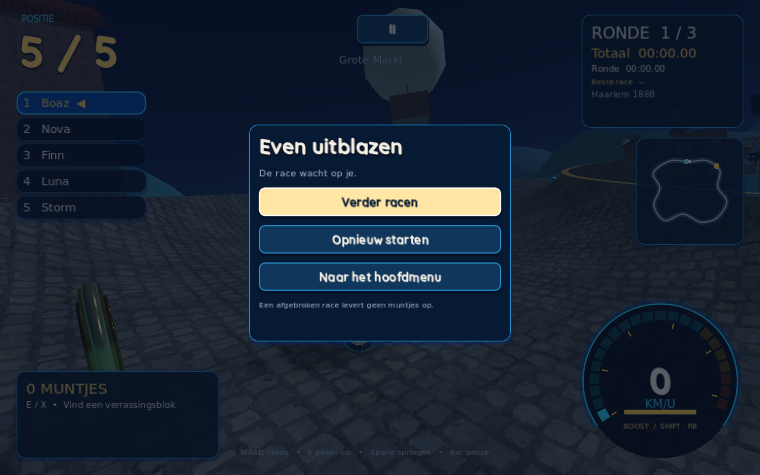 POSITIE
5 / 5
1 Boaz ◀
2 Nova
3 Finn
4 Luna
5 Storm
Grote Markt
RONDE 1 / 3
Totaal 00:00.00
Ronde 00:00.00
Beste race —
Haarlem 1888
Even uitblazen
De race wacht op je.
Verder racen
Opnieuw starten
Naar het hoofdmenu
Een afgebroken race levert geen muntjes op.
0 MUNTJES
E / X • Vind een verrassingsblok
0
KM/U
BOOST / SHIFT · RB
WASD rijden • E power-up • Spatie springen • Esc pauze